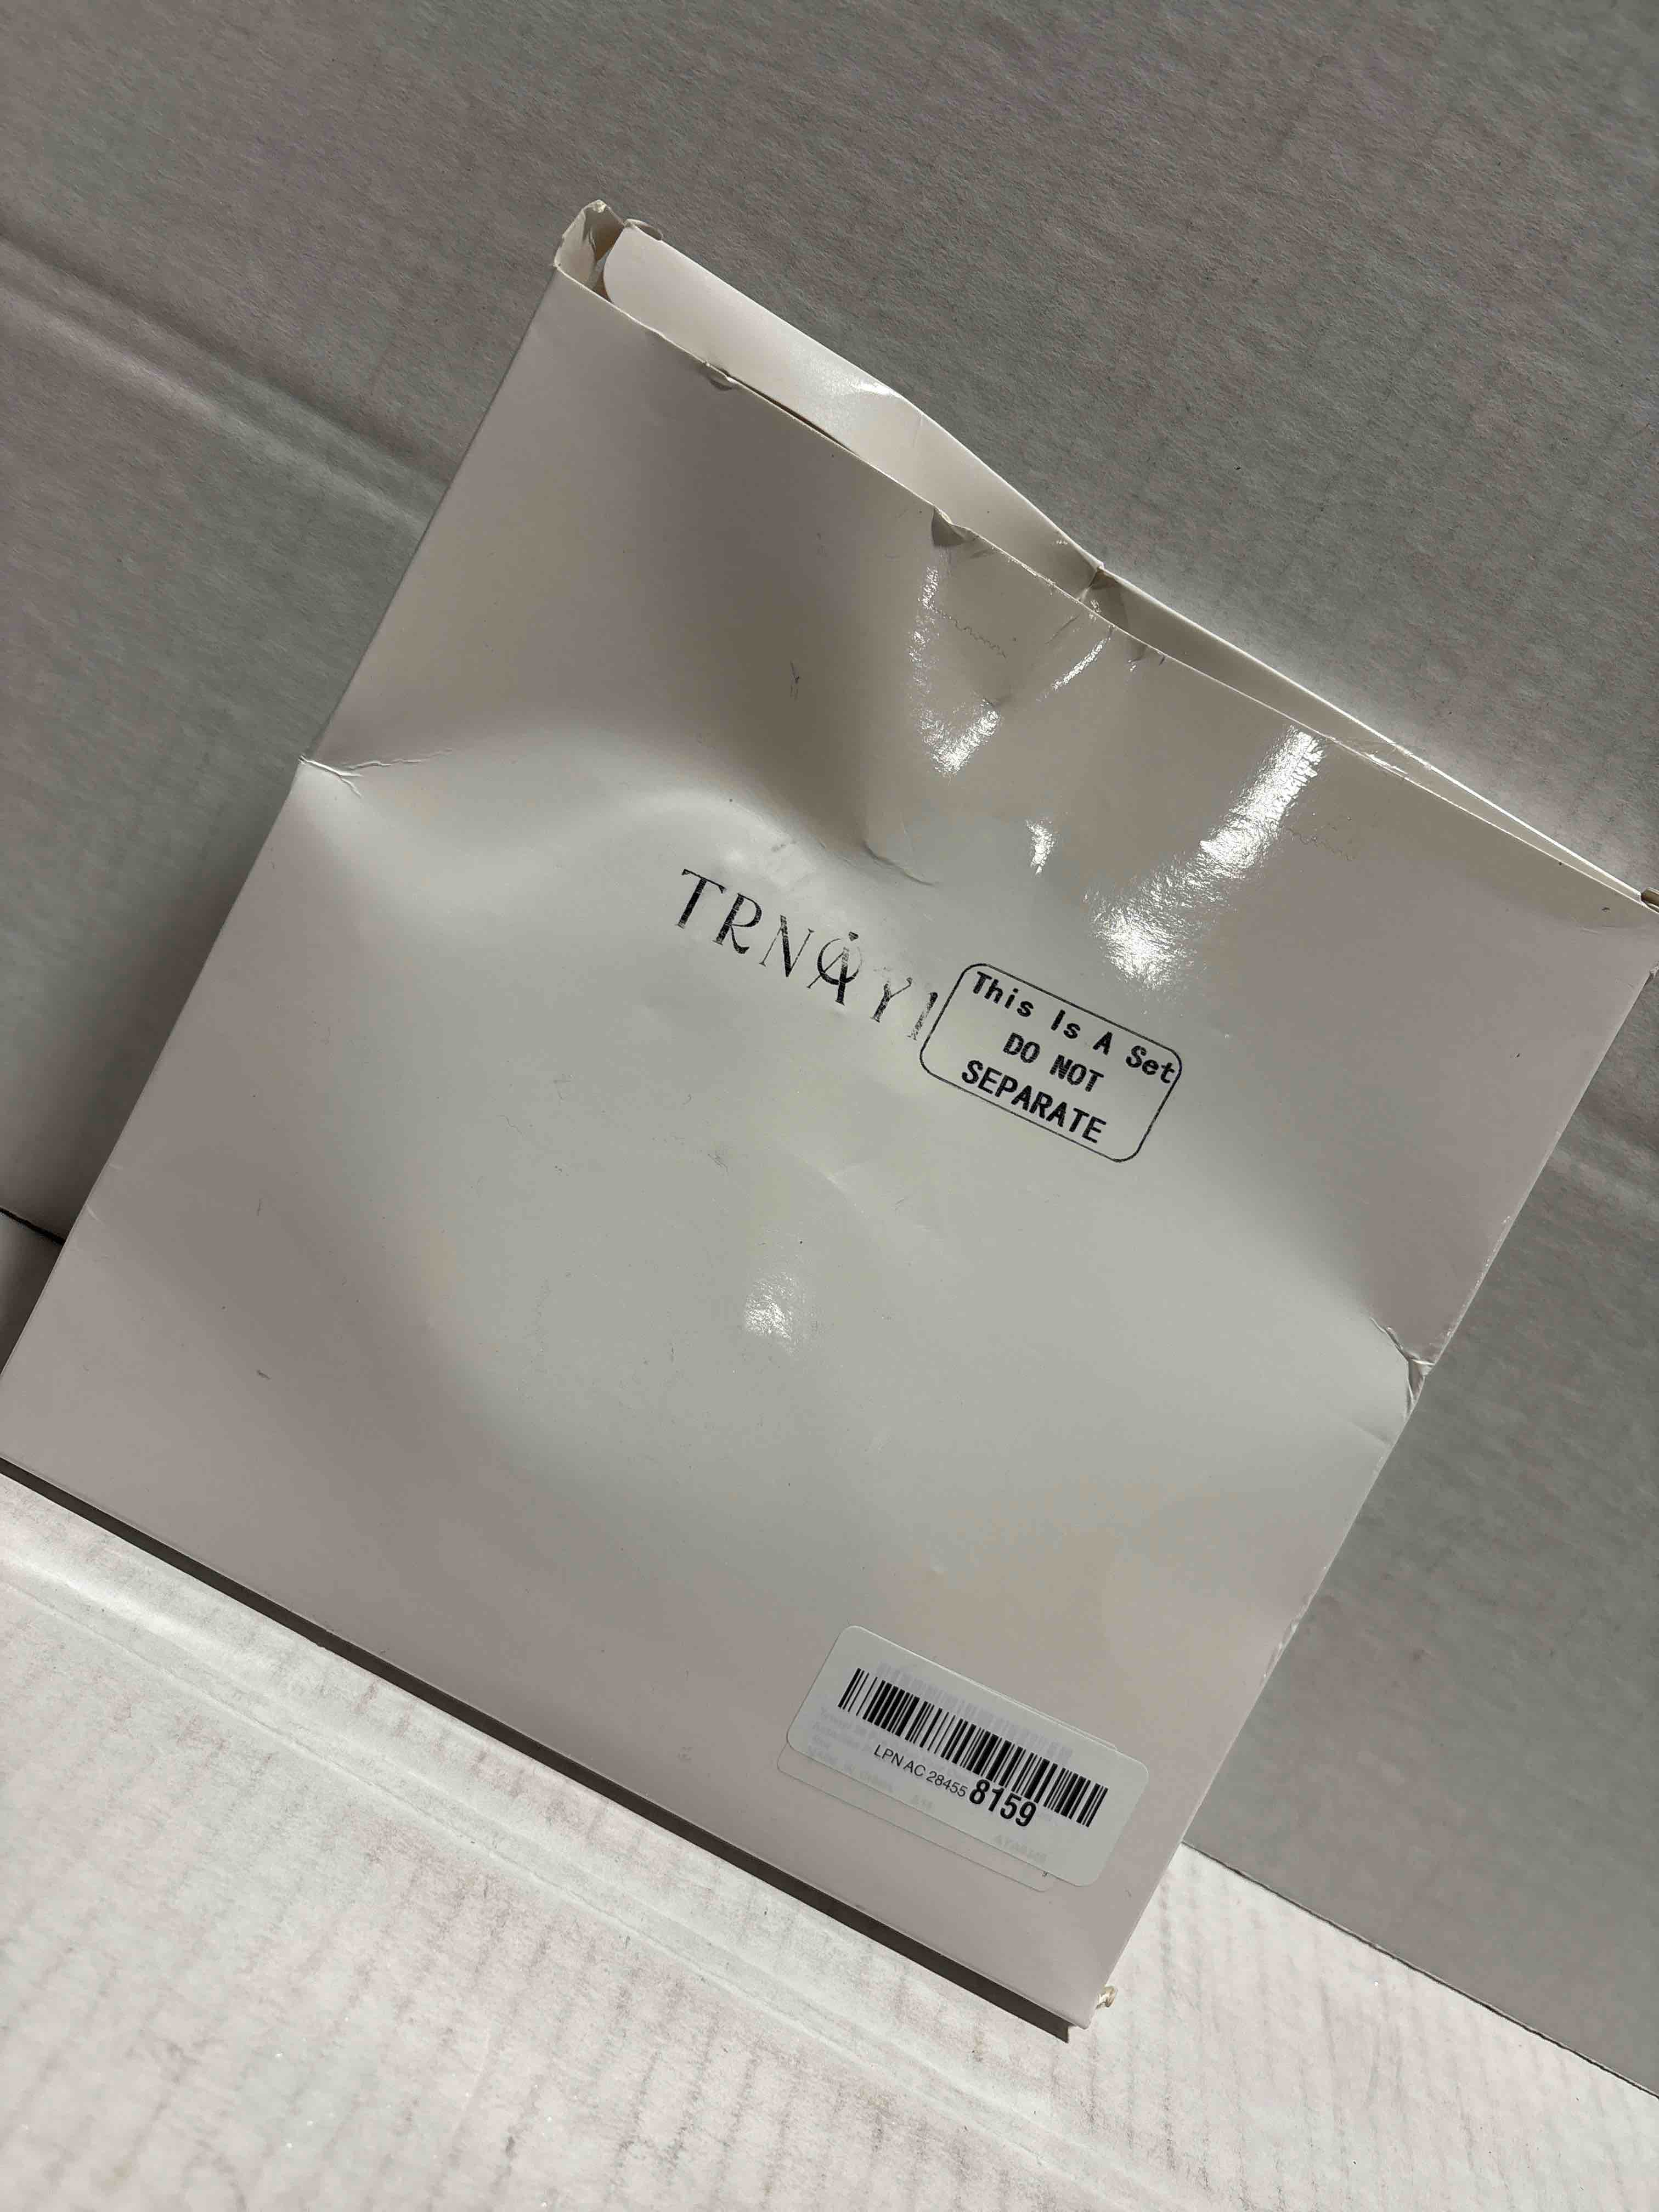 TRNAYI
This Is A Set
DO NOT
SEPARATE
LPN AC 28455 8159